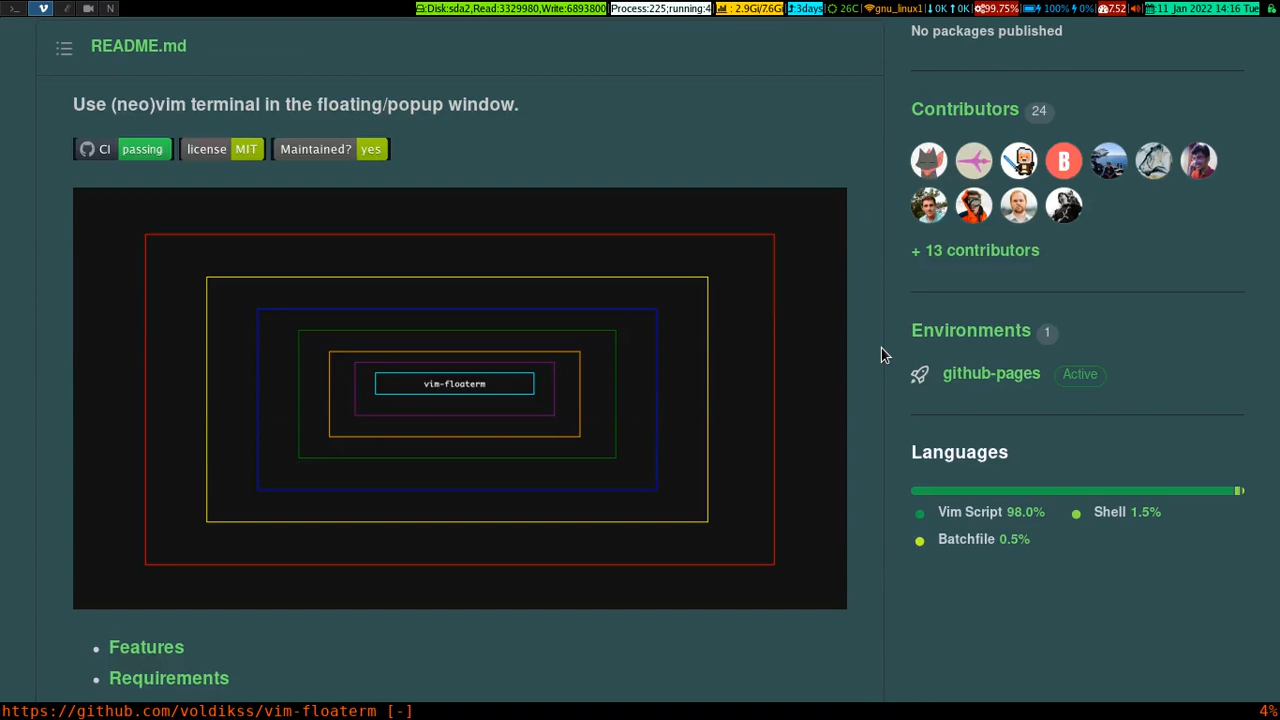 >_ V / N Disk:sda2,Read:3329980,Write:6893800 Process:225;running:4 : 2.9Gi/7.6Gi :3days 26C gnu_linux1 0K 0K 99.75% 100% 0% 7.52 :11 Jan 2022 14:16 Tue
README.md
Use (neo)vim terminal in the floating/popup window.
CI passing license MIT Maintained? yes
vim-floaterm
Features
Requirements
No packages published
Contributors 24
B
+ 13 contributors
Environments 1
github-pages Active
Languages
Vim Script 98.0% Shell 1.5%
Batchfile 0.5%
https://github.com/voldikss/vim-floaterm [-] 4%